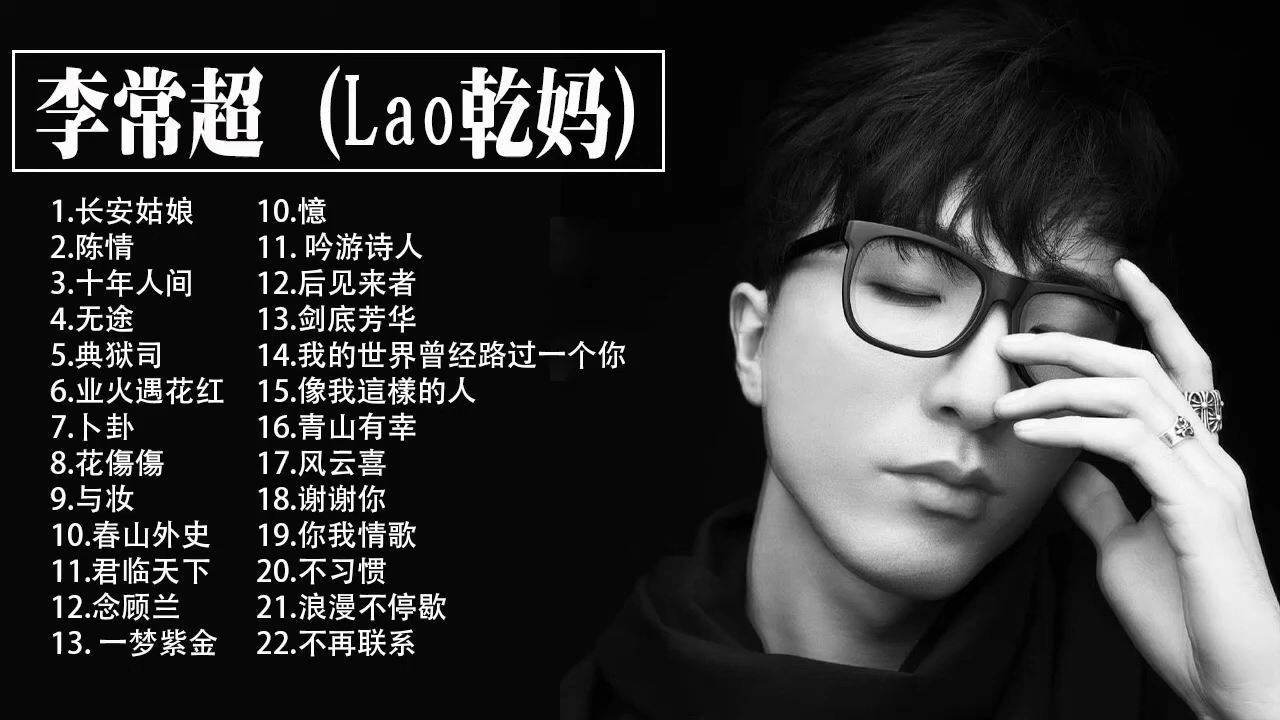 李常超 (Lao乾妈)
1.长安姑娘
2.陈情
3.十年人间
4.无途
5.典狱司
6.业火遇花红
7.卜卦
8.花傷傷
9.与妆
10.春山外史
11.君临天下
12.念顾兰
13. 一梦紫金
10.憶
11. 吟游诗人
12.后见来者
13.剑底芳华
14.我的世界曾经路过一个你
15.像我這樣的人
16.青山有幸
17.风云喜
18.谢谢你
19.你我情歌
20.不习惯
21.浪漫不停歇
22.不再联系